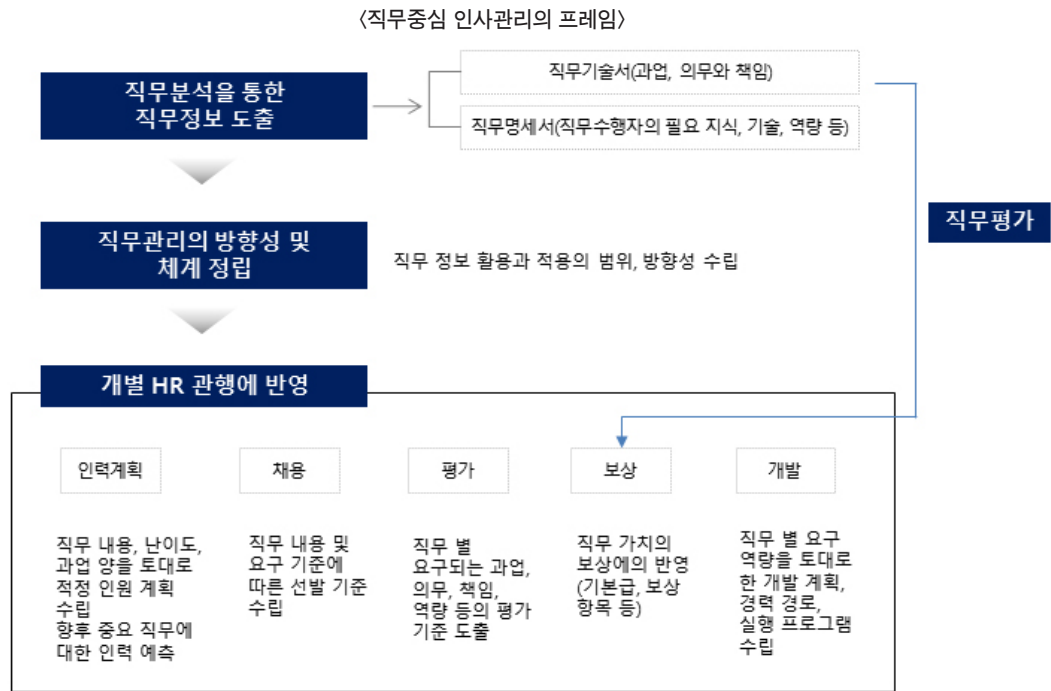 〈직무중심 인사관리의 프레임〉
직무분석을 통한
직무정보 도출
직무기술서(과업, 의무와 책임)
직무명세서(직무수행자의 필요 지식, 기술, 역량 등)
직무평가
직무관리의 방향성 및
체계 정립
직무 정보 활용과 적용의 범위, 방향성 수립
개별 HR 관행에 반영
인력계획
직무 내용, 난이도,
과업 양을 토대로
적정 인원 계획
수립
향후 중요 직무에
대한 인력 예측
채용
직무 내용 및
요구 기준에
따른 선발 기준
수립
평가
직무 별
요구되는 과업,
의무, 책임,
역량 등의 평가
기준 도출
보상
직무 가치의
보상에의 반영
(기본급, 보상
항목 등)
개발
직무 별 요구
역량을 토대로
한 개발 계획,
경력 경로,
실행 프로그램
수립